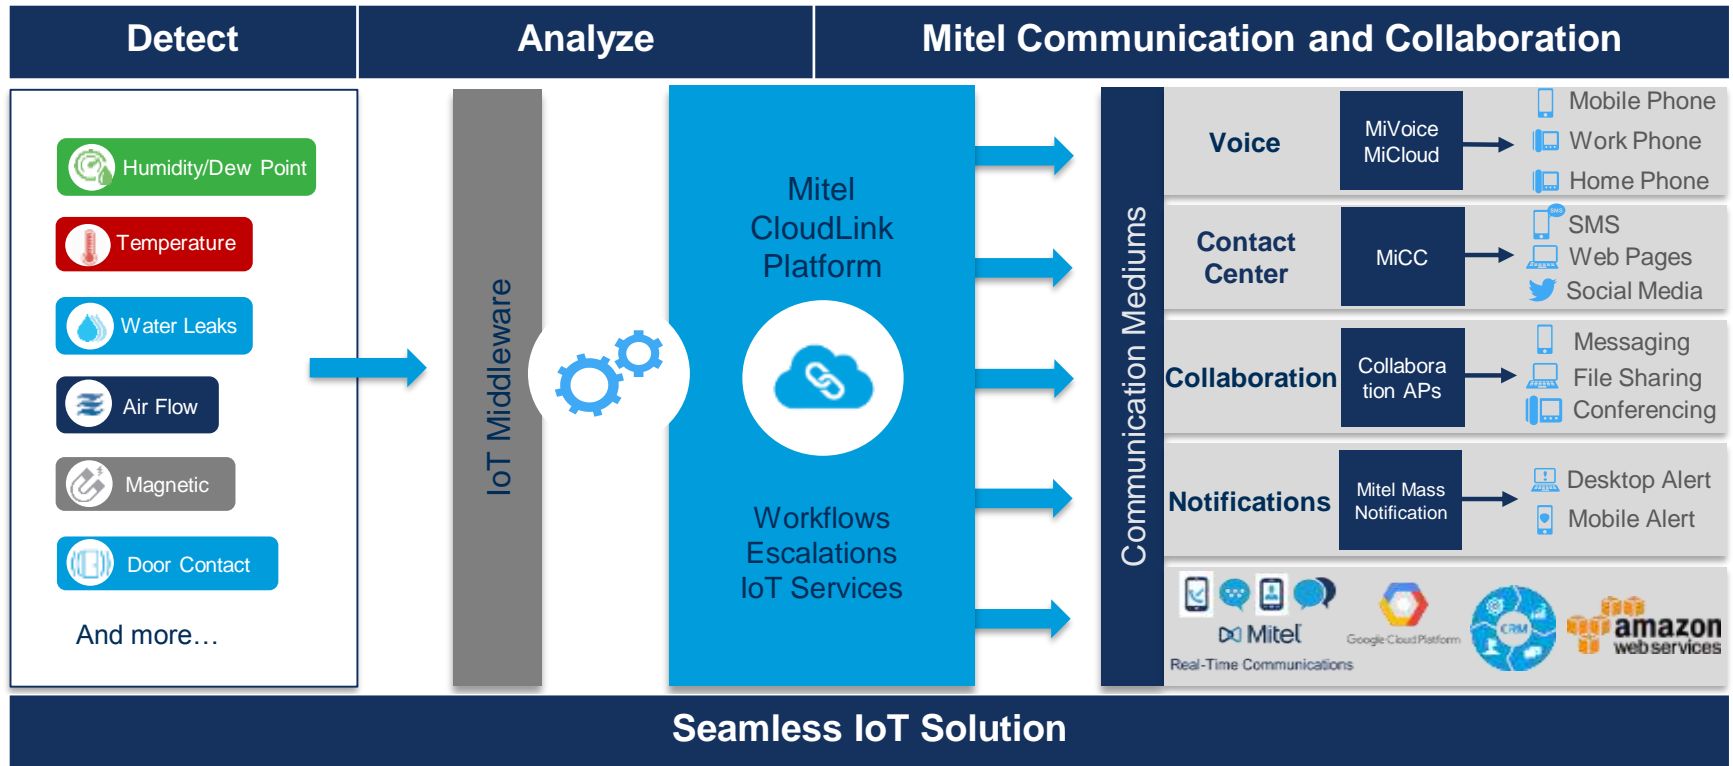 Detect
Analyze
Mitel Communication and Collaboration
Humidity/Dew Point
Temperature
Water Leaks
Air Flow
Magnetic
Door Contact
And more…
IoT Middleware
Mitel
CloudLink
Platform
Workflows
Escalations
IoT Services
Communication Mediums
Voice
MiVoice
MiCloud
Mobile Phone
Work Phone
Home Phone
Contact
Center
MiCC
SMS
SMS
Web Pages
Social Media
Collaboration
Collabora
tion APs
Messaging
File Sharing
Conferencing
Notifications
Mitel Mass
Notification
Desktop Alert
Mobile Alert
Mitel
Real-Time Communications
Google Cloud Platform
CRM
amazon
web services
Seamless IoT Solution